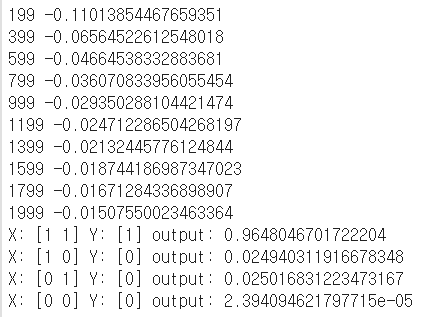 199 -0.11013854467659351
399 -0.06564522612548018
599 -0.04664538332883681
799 -0.036070833956055454
999 -0.029350288104421474
1199 -0.024712286504268197
1399 -0.02132445776124844
1599 -0.018744186987347023
1799 -0.01671284336898907
1999 -0.01507550023463364
X: [1 1] Y: [1] output: 0.9648046701722204
X: [1 0] Y: [0] output: 0.024940311916678348
X: [0 1] Y: [0] output: 0.025016831223473167
X: [0 0] Y: [0] output: 2.394094621797715e-05